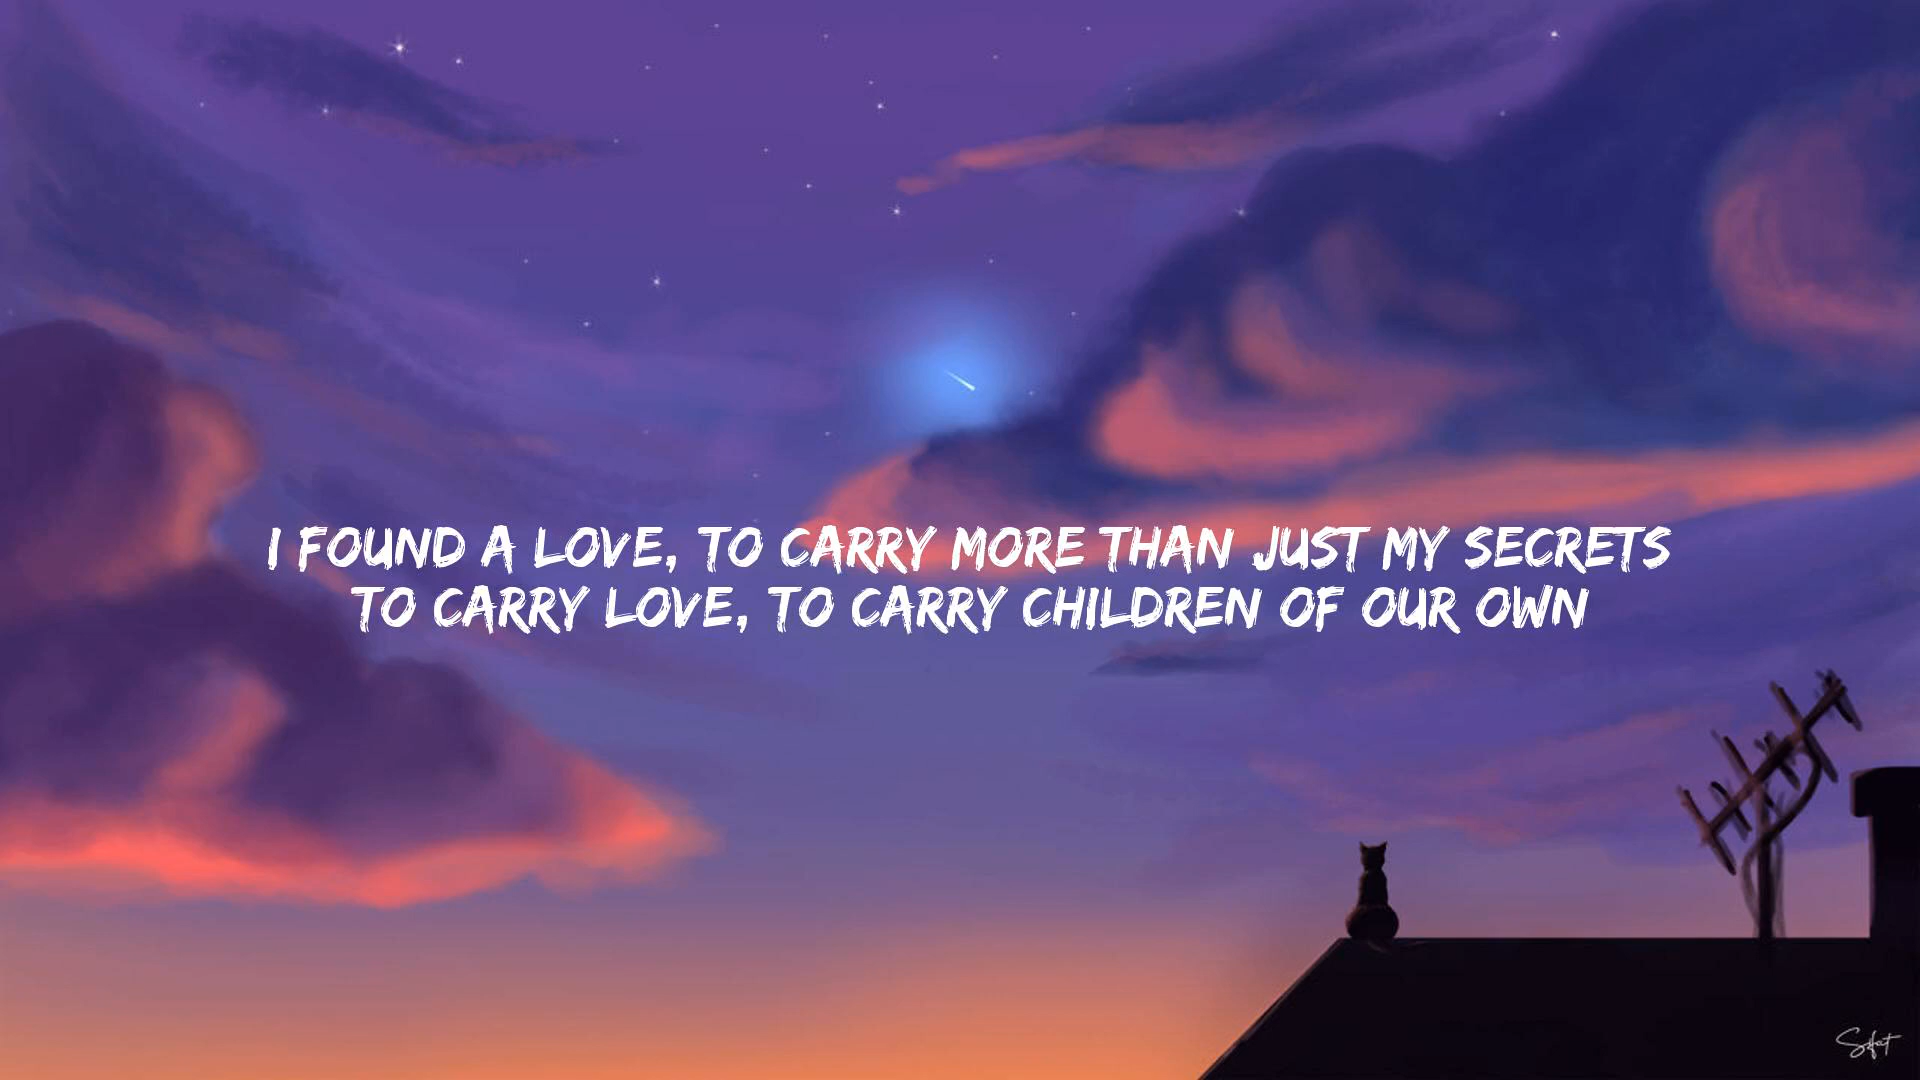 I FOUND A LOVE, TO CARRY MORE THAN JUST MY SECRETS
TO CARRY LOVE, TO CARRY CHILDREN OF OUR OWN